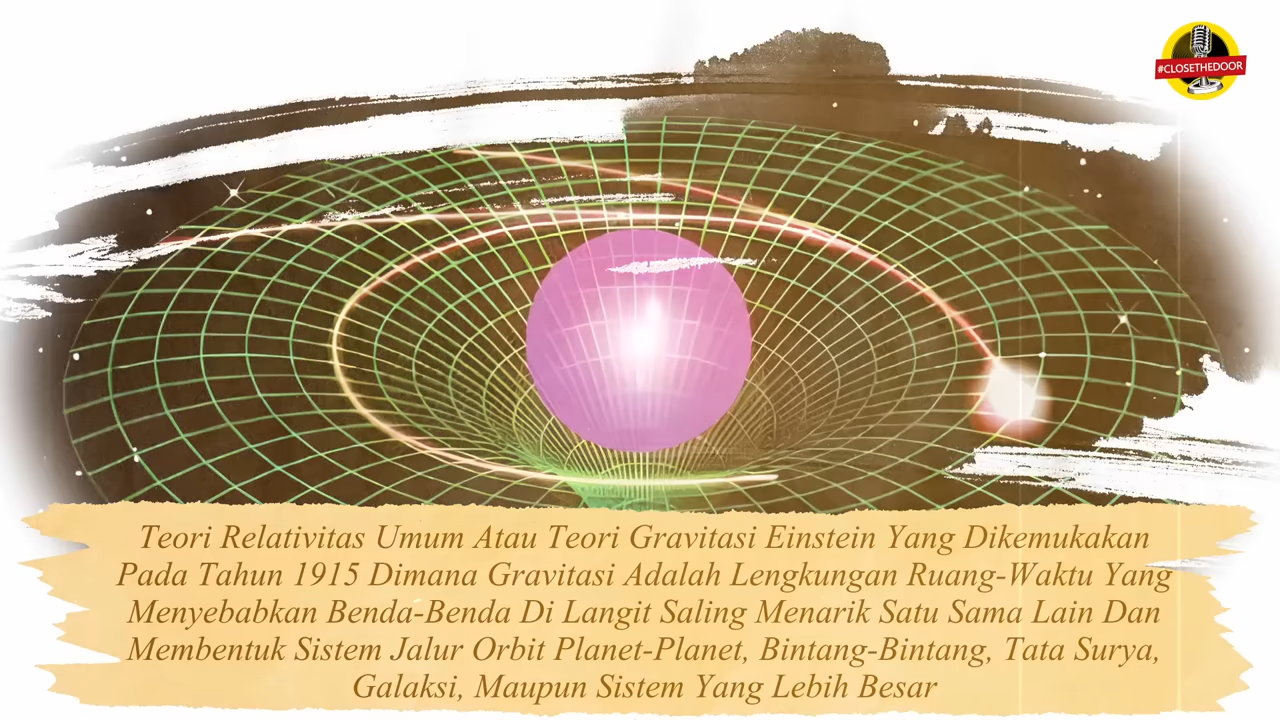 #CLOSETHEDOOR
Teori Relativitas Umum Atau Teori Gravitasi Einstein Yang Dikemukakan
Pada Tahun 1915 Dimana Gravitasi Adalah Lengkungan Ruang-Waktu Yang
Menyebabkan Benda-Benda Di Langit Saling Menarik Satu Sama Lain Dan
Membentuk Sistem Jalur Orbit Planet-Planet, Bintang-Bintang, Tata Surya,
Galaksi, Maupun Sistem Yang Lebih Besar